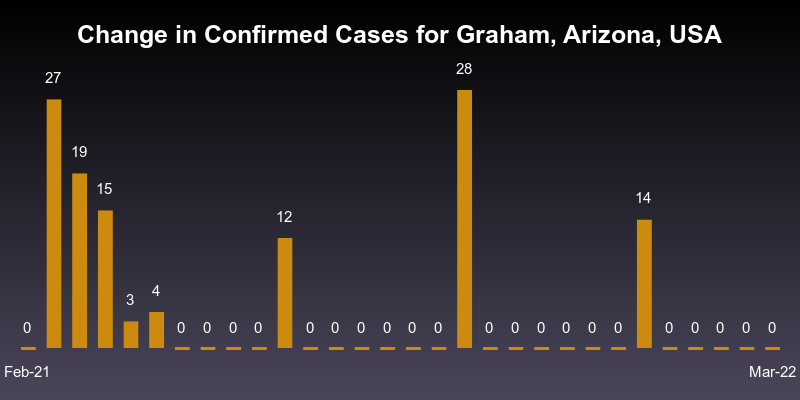 Change in Confirmed Cases for Graham, Arizona, USA
0 27 19 15 3 4 0 0 0 0 12 0 0 0 0 0 0 28 0 0 0 0 0 0 14 0 0 0 0 0
Feb-21 Mar-22